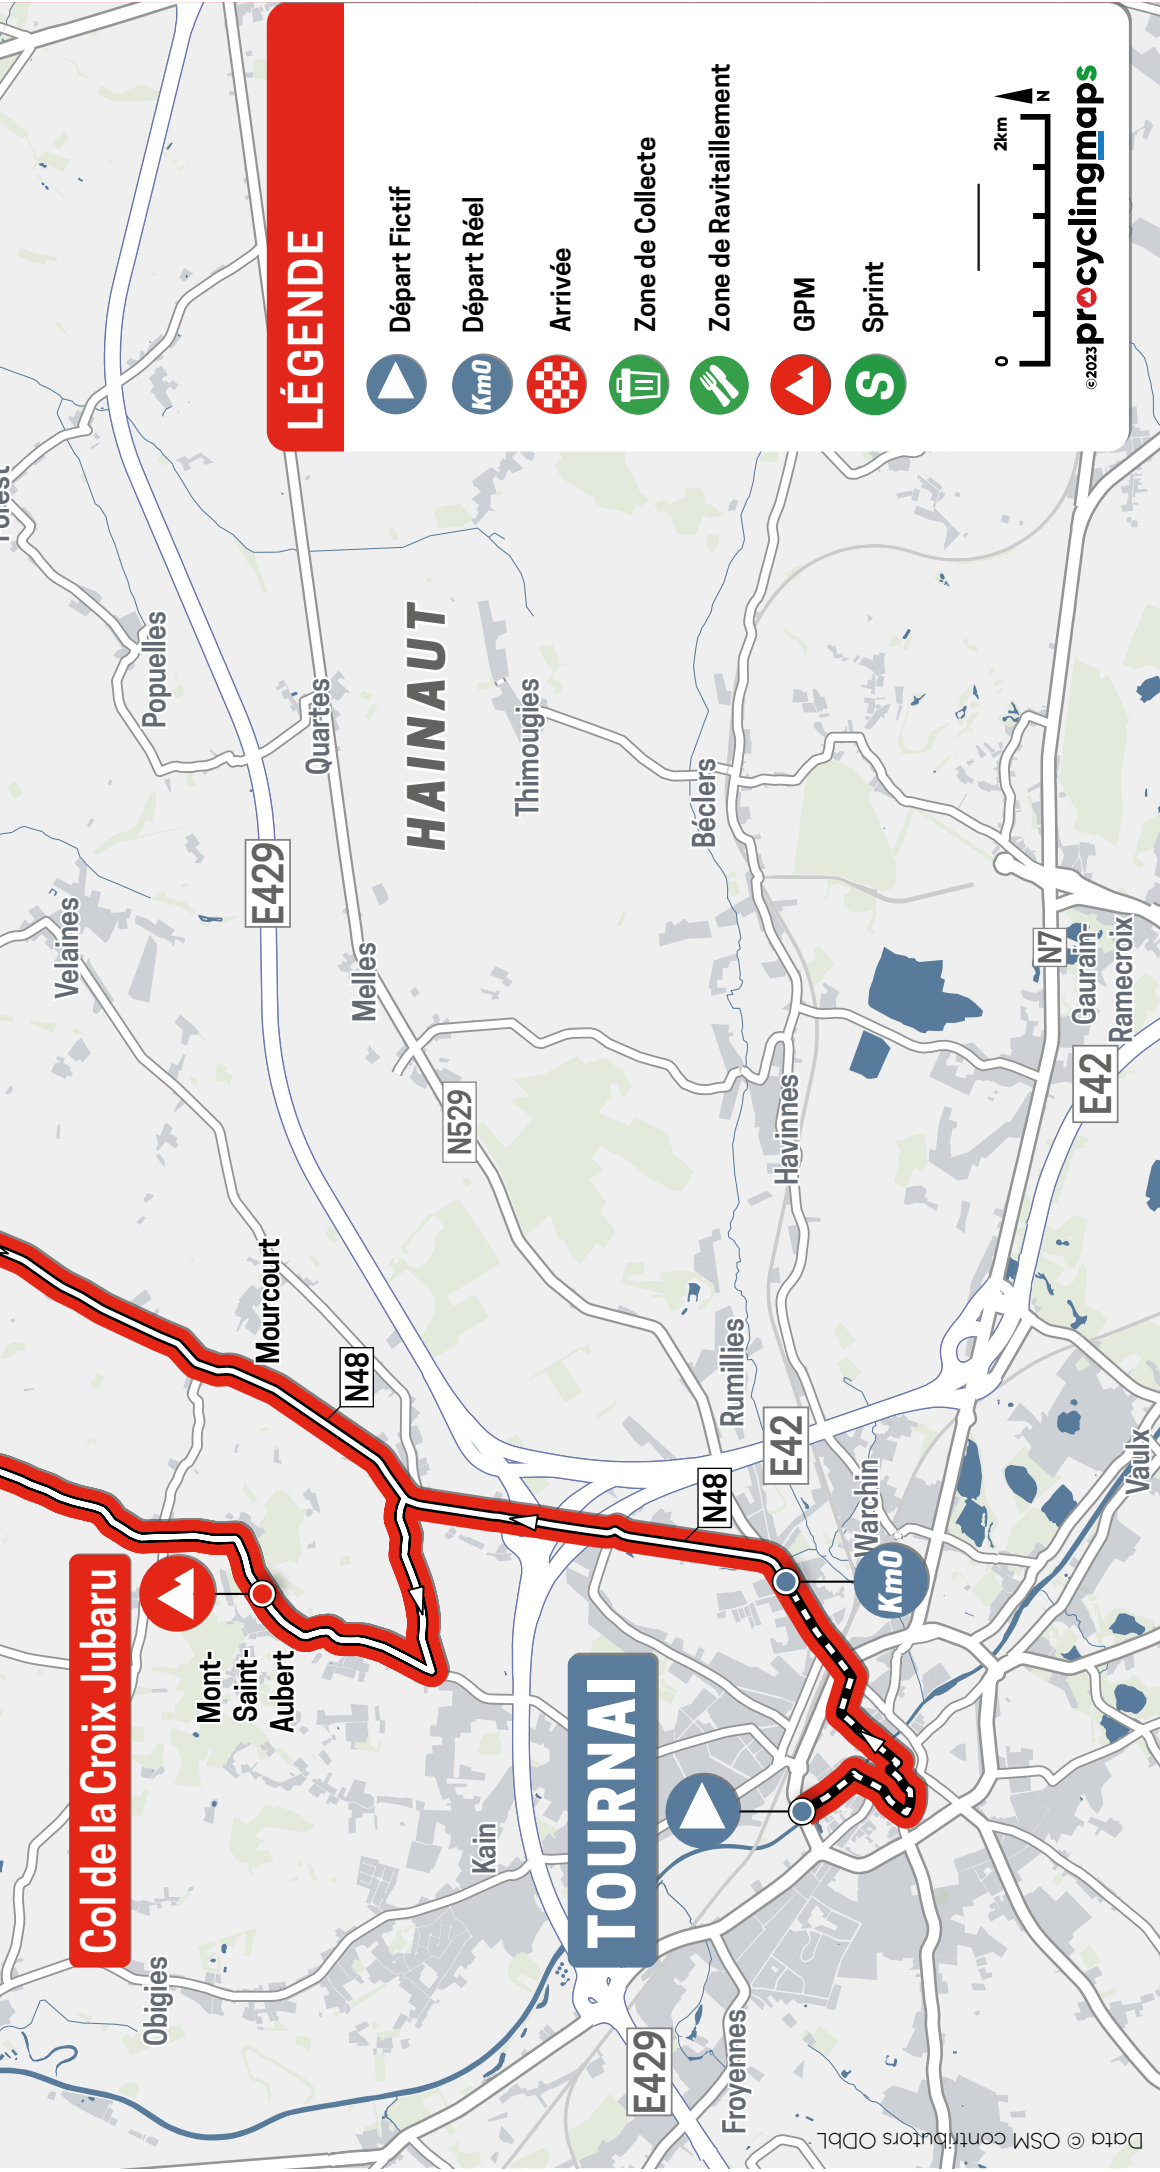 LÉGENDE
Départ Fictif
Km0
Départ Réel
Arrivée
Zone de Collecte
Zone de Ravitaillement
GPM
S
Sprint
0
2km
N
©2023 procyclingmaps
Popuelles
Velaines
Quartes
E429
HAINAUT
Thimougies
Melles
Béclers
N529
N7
Gaurain-
Ramecroix
E42
Havinnes
Mourcourt
N48
Rumillies
E42
N48
Warchin
Vaulx
Km0
Col de la Croix Jubaru
Mont-
Saint-
Aubert
TOURNAI
Kain
Obigies
E429
Froyennes
Data © OSM contributors ODbL